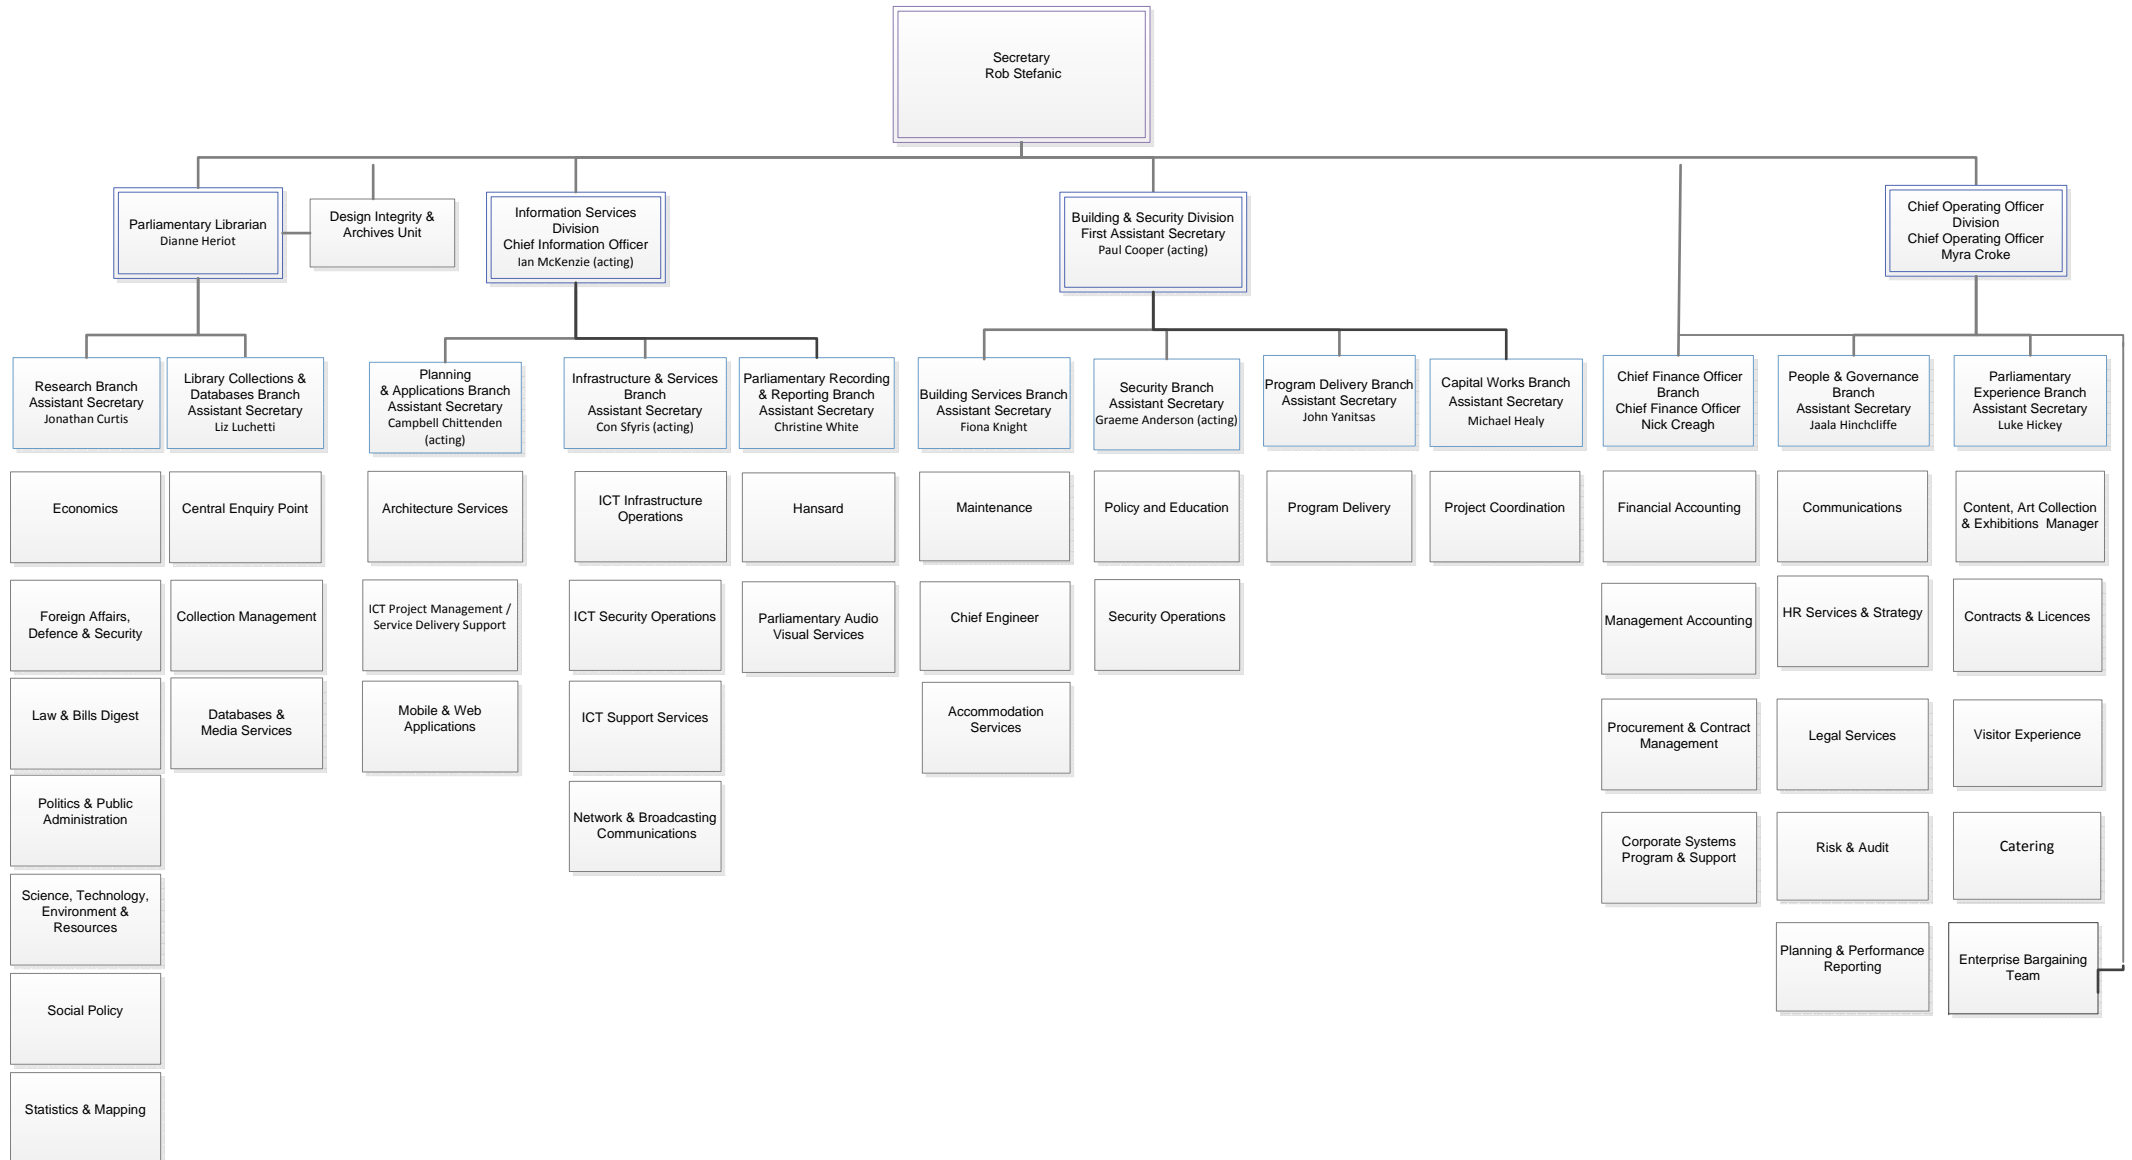 Secretary
Rob Stefanic
Parliamentary Librarian
Dianne Heriot
Design Integrity &
Archives Unit
Information Services
Division
Chief Information Officer
Ian McKenzie (acting)
Building & Security Division
First Assistant Secretary
Paul Cooper (acting)
Chief Operating Officer
Division
Chief Operating Officer
Myra Croke
Research Branch
Assistant Secretary
Jonathan Curtis
Library Collections &
Databases Branch
Assistant Secretary
Liz Luchetti
Planning
& Applications Branch
Assistant Secretary
Campbell Chittenden
(acting)
Infrastructure & Services
Branch
Assistant Secretary
Con Sfyris (acting)
Parliamentary Recording
& Reporting Branch
Assistant Secretary
Christine White
Building Services Branch
Assistant Secretary
Fiona Knight
Security Branch
Assistant Secretary
Graeme Anderson (acting)
Program Delivery Branch
Assistant Secretary
John Yanitsas
Capital Works Branch
Assistant Secretary
Michael Healy
Chief Finance Officer
Branch
Chief Finance Officer
Nick Creagh
People & Governance
Branch
Assistant Secretary
Jaala Hinchcliffe
Parliamentary
Experience Branch
Assistant Secretary
Luke Hickey
Economics
Central Enquiry Point
Architecture Services
ICT Infrastructure
Operations
Hansard
Maintenance
Policy and Education
Program Delivery
Project Coordination
Financial Accounting
Communications
Content, Art Collection
& Exhibitions Manager
Foreign Affairs,
Defence & Security
Collection Management
ICT Project Management /
Service Delivery Support
ICT Security Operations
Parliamentary Audio
Visual Services
Chief Engineer
Security Operations
Management Accounting
HR Services & Strategy
Contracts & Licences
Law & Bills Digest
Databases &
Media Services
Mobile & Web
Applications
ICT Support Services
Accommodation
Services
Procurement & Contract
Management
Legal Services
Visitor Experience
Politics & Public
Administration
Network & Broadcasting
Communications
Corporate Systems
Program & Support
Risk & Audit
Catering
Science, Technology,
Environment &
Resources
Planning & Performance
Reporting
Enterprise Bargaining
Team
Social Policy
Statistics & Mapping